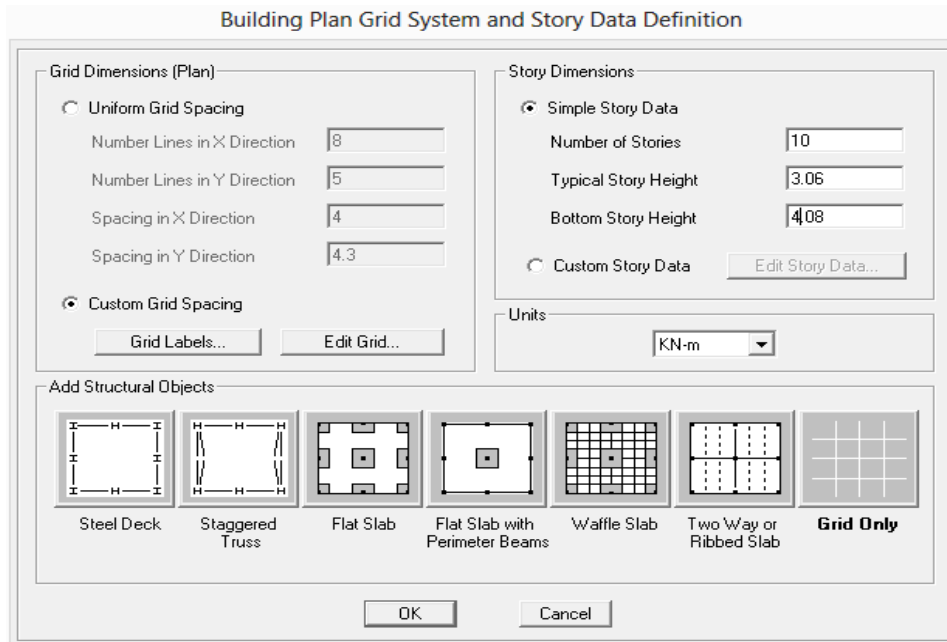 Building Plan Grid System and Story Data Definition
Grid Dimensions (Plan)
Uniform Grid Spacing
Number Lines in X Direction 8
Number Lines in Y Direction 5
Spacing in X Direction 4
Spacing in Y Direction 4.3
Custom Grid Spacing
Grid Labels... Edit Grid...
Story Dimensions
Simple Story Data
Number of Stories 10
Typical Story Height 3.06
Bottom Story Height 4.08
Custom Story Data Edit Story Data...
Units
KN-m
Add Structural Objects
Steel Deck
Staggered
Truss
Flat Slab
Flat Slab with
Perimeter Beams
Waffle Slab
Two Way or
Ribbed Slab
Grid Only
OK Cancel